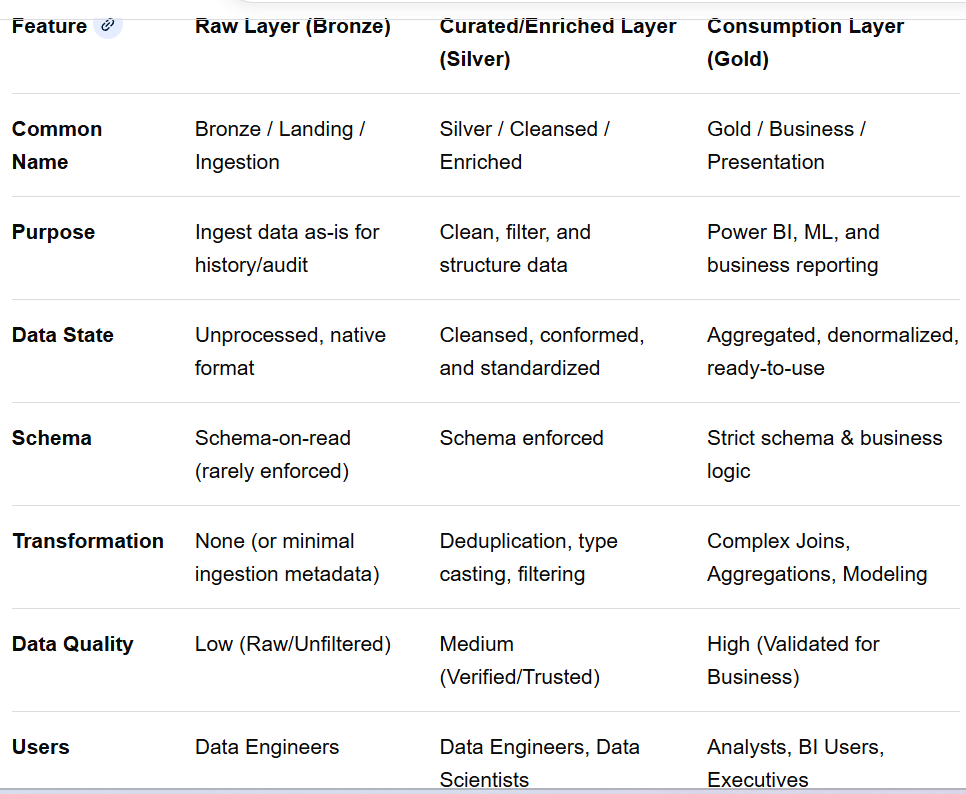 Feature Raw Layer (Bronze) Curated/Enriched Layer Consumption Layer
(Silver) (Gold)
Common Bronze / Landing / Silver / Cleansed / Gold / Business /
Name Ingestion Enriched Presentation
Purpose Ingest data as-is for Clean, filter, and Power BI, ML, and
history/audit structure data business reporting
Data State Unprocessed, native Cleansed, conformed, Aggregated, denormalized,
format and standardized ready-to-use
Schema Schema-on-read Schema enforced Strict schema & business
(rarely enforced) logic
Transformation None (or minimal Deduplication, type Complex Joins,
ingestion metadata) casting, filtering Aggregations, Modeling
Data Quality Low (Raw/Unfiltered) Medium High (Validated for
(Verified/Trusted) Business)
Users Data Engineers Data Engineers, Data Analysts, BI Users,
Scientists Executives